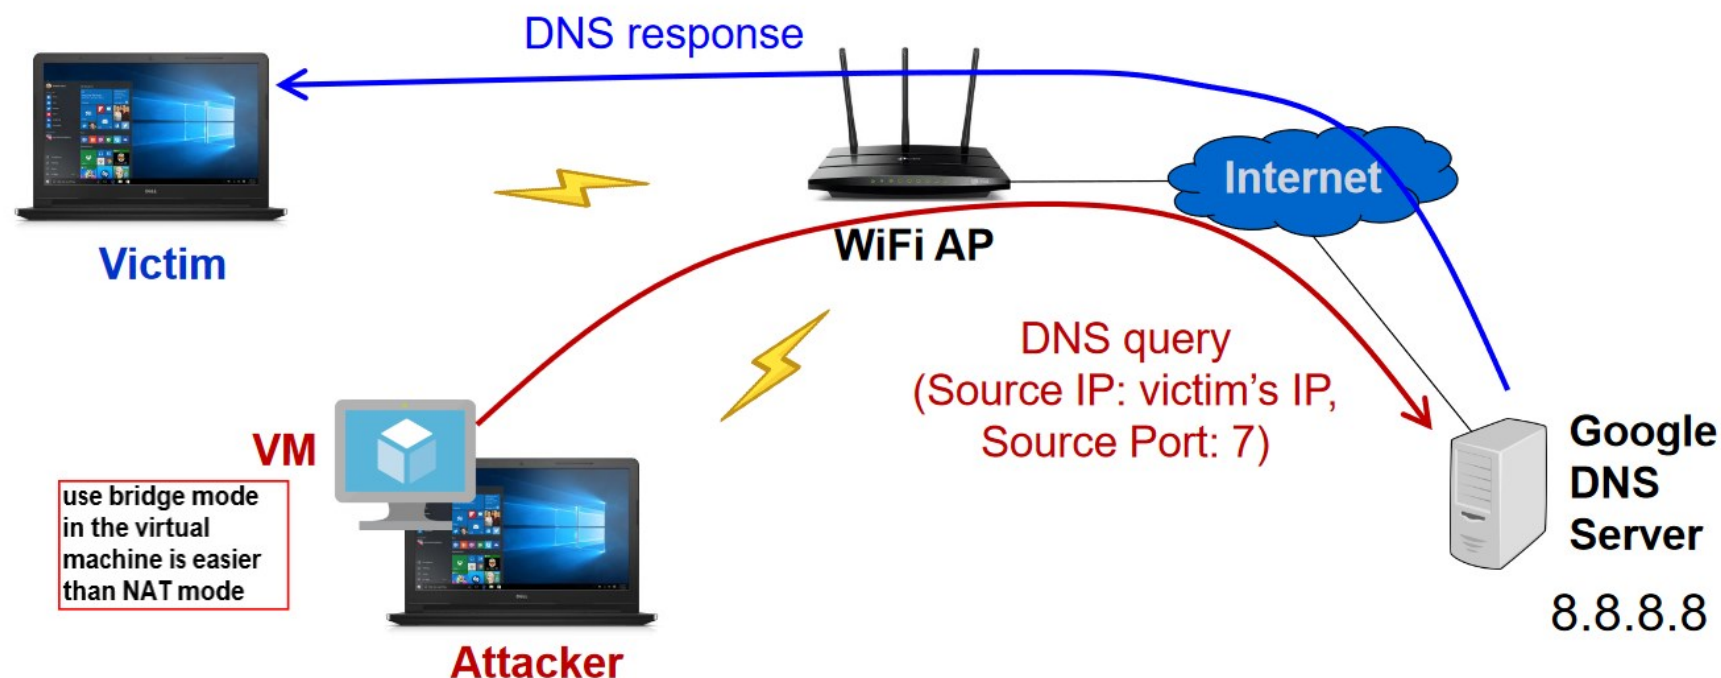 DNS response
Internet
Victim
WiFi AP
DNS query
(Source IP: victim's IP,
Source Port: 7)
VM
use bridge mode
in the virtual
machine is easier
than NAT mode
Google
DNS
Server
8.8.8.8
Attacker